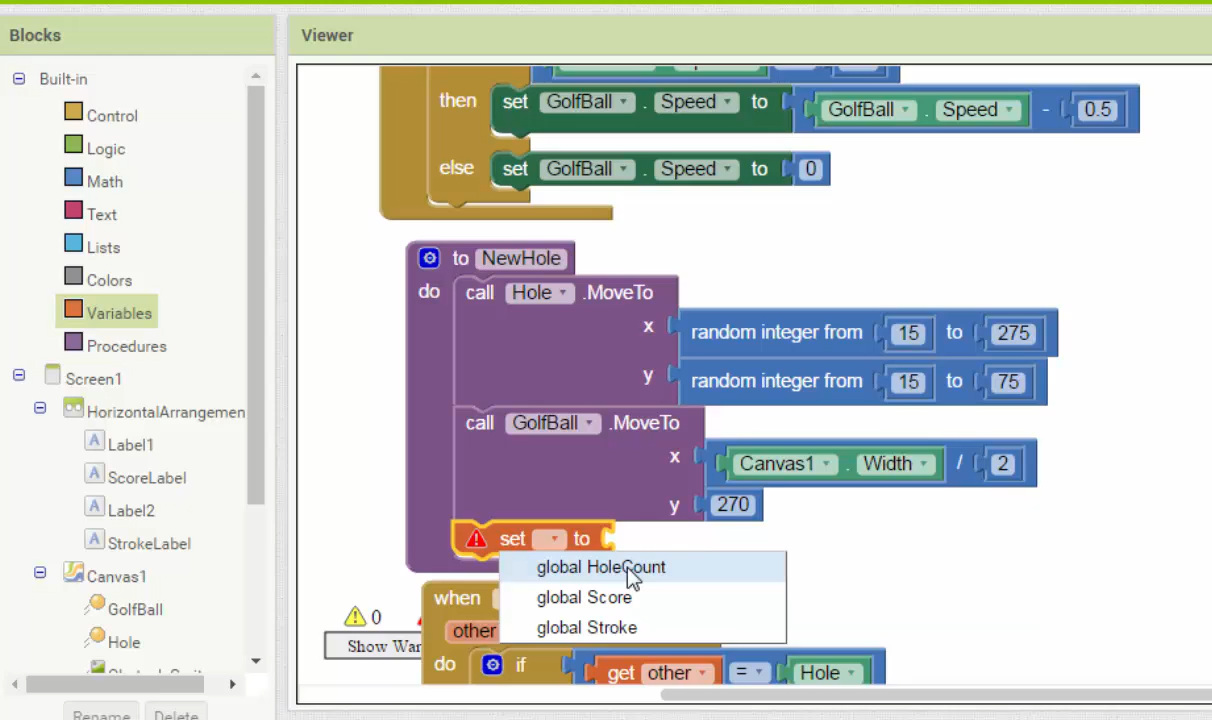 Blocks
Viewer
Built-in
Control
Logic
Math
Text
Lists
Colors
Variables
Procedures
Screen1
HorizontalArrangemen
Label1
ScoreLabel
Label2
StrokeLabel
Canvas1
GolfBall
Hole
Rename Delete
then set GolfBall . Speed to GolfBall . Speed - 0.5
else set GolfBall . Speed to 0
to NewHole
do call Hole .MoveTo
x random integer from 15 to 275
y random integer from 15 to 75
call GolfBall .MoveTo
x Canvas1 . Width / 2
y 270
set to
global HoleCount
global Score
global Stroke
when
0
other
Show War
do if get other = Hole